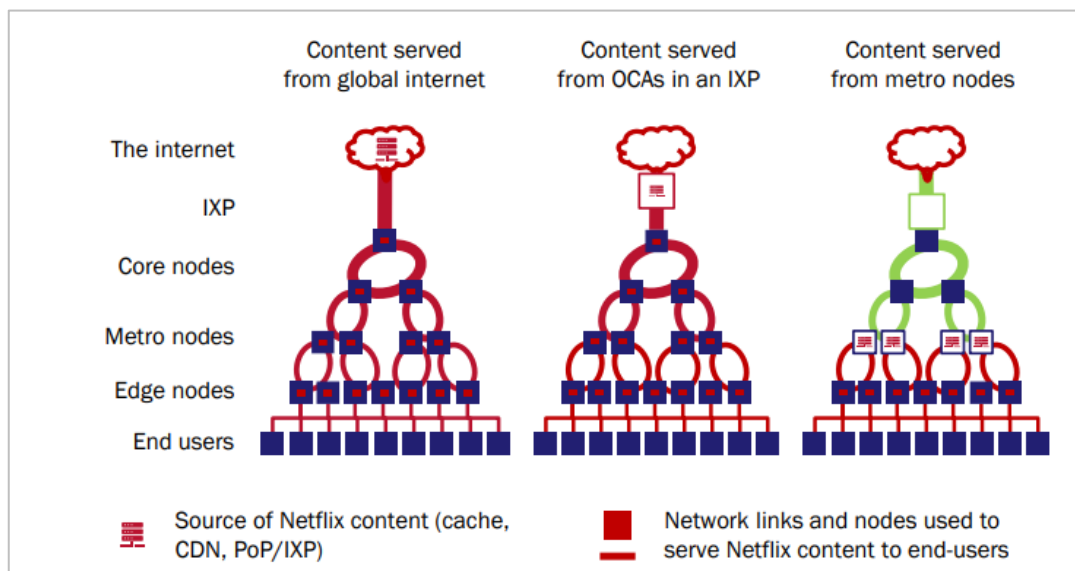 Content served
from global internet
Content served
from OCAs in an IXP
Content served
from metro nodes
The internet
IXP
Core nodes
Metro nodes
Edge nodes
End users
Source of Netflix content (cache,
CDN, PoP/IXP)
Network links and nodes used to
serve Netflix content to end-users